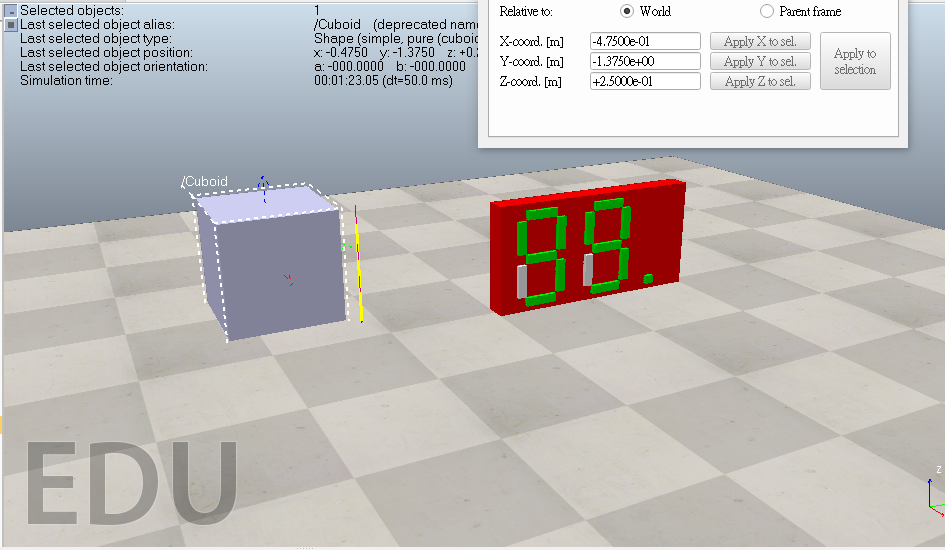 Selected objects: 1
Last selected object alias: /Cuboid (deprecated nam
Last selected object type: Shape (simple, pure (cuboid
Last selected object position: x: -0.4750 y: -1.3750 z: +0.
Last selected object orientation: a: -000.0000 b: -000.0000
Simulation time: 00:01:23.05 (dt=50.0 ms)
Relative to: World Parent frame
X-coord. [m] -4.7500e-01 Apply X to sel.
Y-coord. [m] -1.3750e+00 Apply Y to sel.
Z-coord. [m] +2.5000e-01 Apply Z to sel.
Apply to
selection
/Cuboid
99.
EDU
z